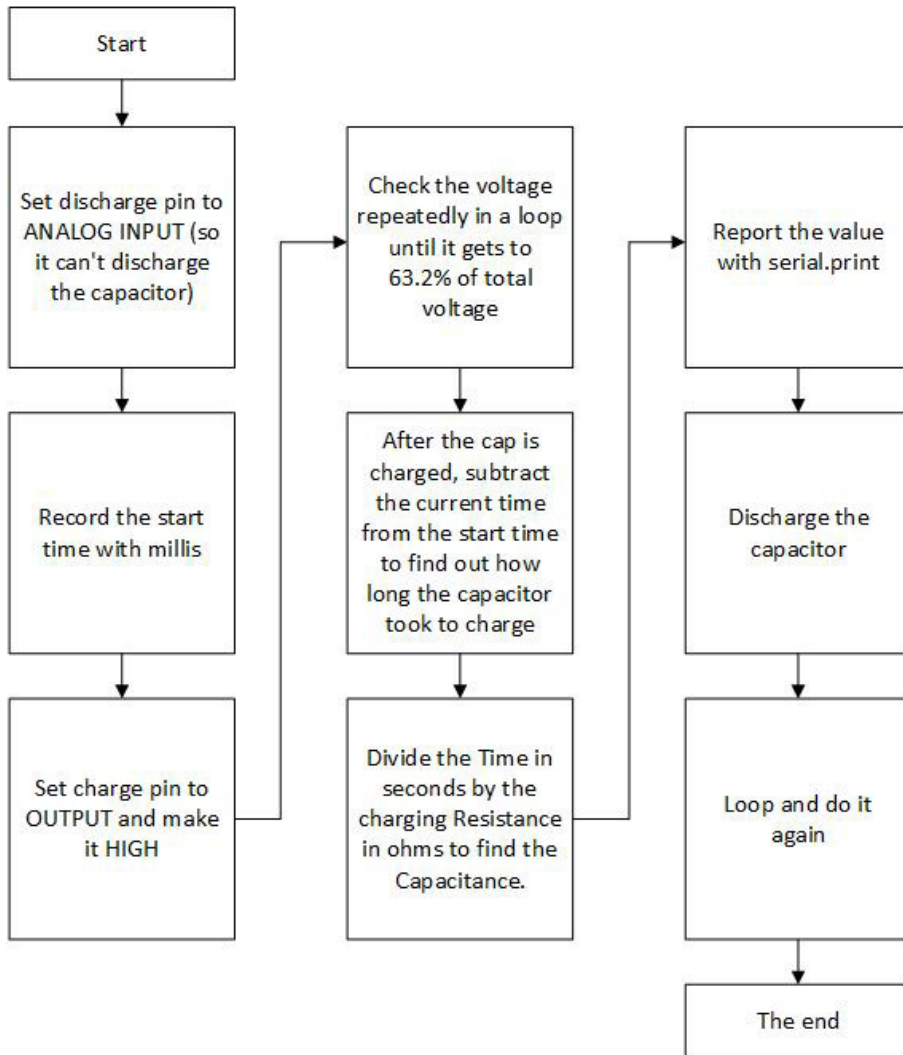 Start
Set discharge pin to
ANALOG INPUT (so
it can't discharge
the capacitor)
Record the start
time with millis
Set charge pin to
OUTPUT and make
it HIGH
Check the voltage
repeatedly in a loop
until it gets to
63.2% of total
voltage
After the cap is
charged, subtract
the current time
from the start time
to find out how
long the capacitor
took to charge
Divide the Time in
seconds by the
charging Resistance
in ohms to find the
Capacitance.
Report the value
with serial.print
Discharge the
capacitor
Loop and do it
again
The end